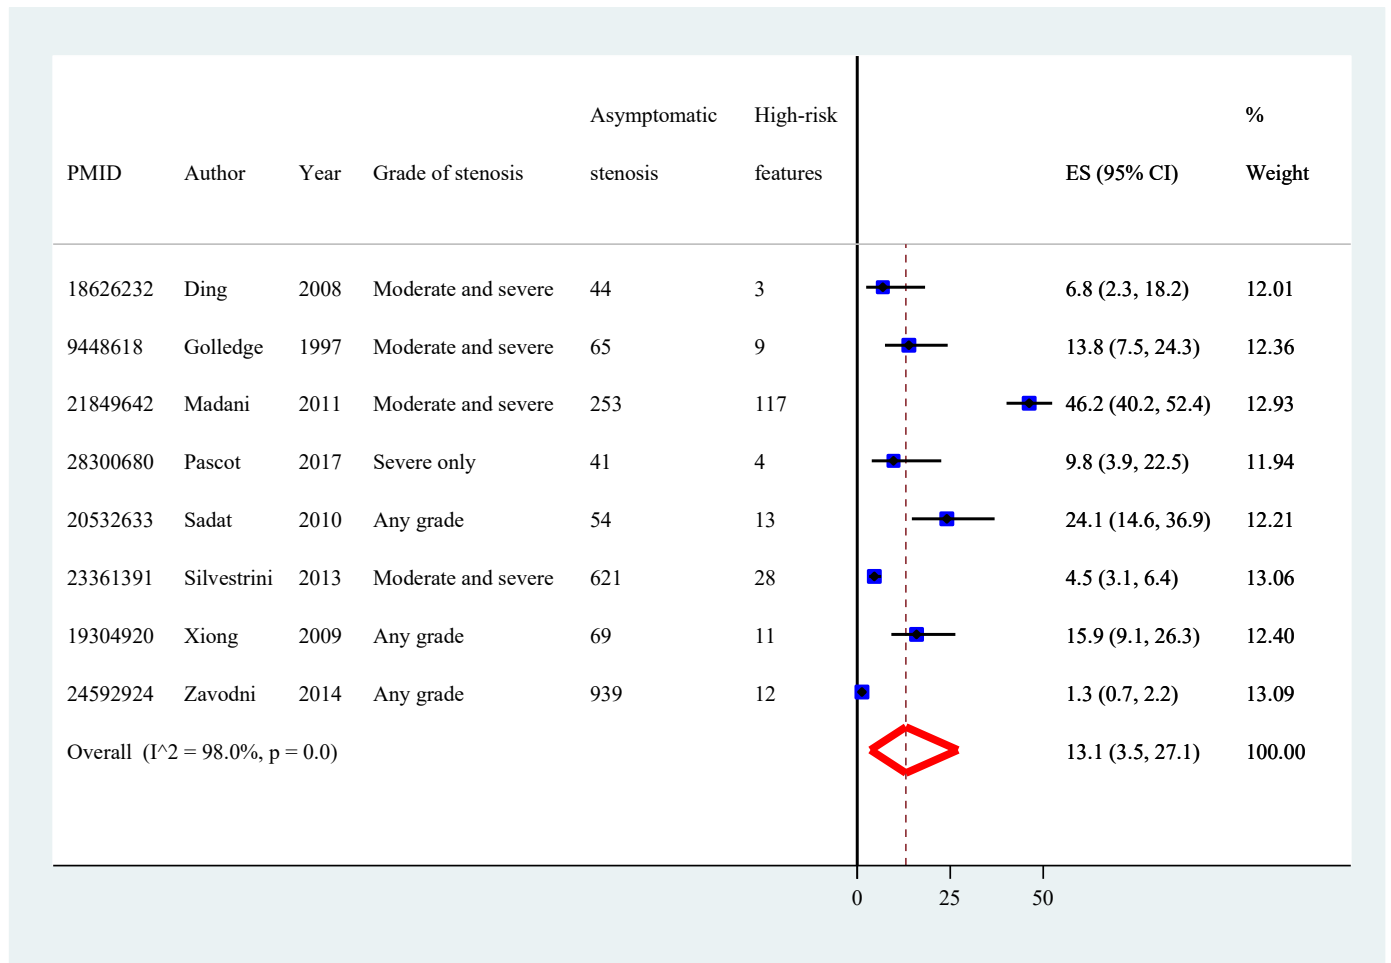 Asymptomatic High-risk %
PMID Author Year Grade of stenosis stenosis features ES (95% CI) Weight
18626232 Ding 2008 Moderate and severe 44 3 6.8 (2.3, 18.2) 12.01
9448618 Golledge 1997 Moderate and severe 65 9 13.8 (7.5, 24.3) 12.36
21849642 Madani 2011 Moderate and severe 253 117 46.2 (40.2, 52.4) 12.93
28300680 Pascot 2017 Severe only 41 4 9.8 (3.9, 22.5) 11.94
20532633 Sadat 2010 Any grade 54 13 24.1 (14.6, 36.9) 12.21
23361391 Silvestrini 2013 Moderate and severe 621 28 4.5 (3.1, 6.4) 13.06
19304920 Xiong 2009 Any grade 69 11 15.9 (9.1, 26.3) 12.40
24592924 Zavodni 2014 Any grade 939 12 1.3 (0.7, 2.2) 13.09
Overall (I^2 = 98.0%, p = 0.0) 13.1 (3.5, 27.1) 100.00
0 25 50